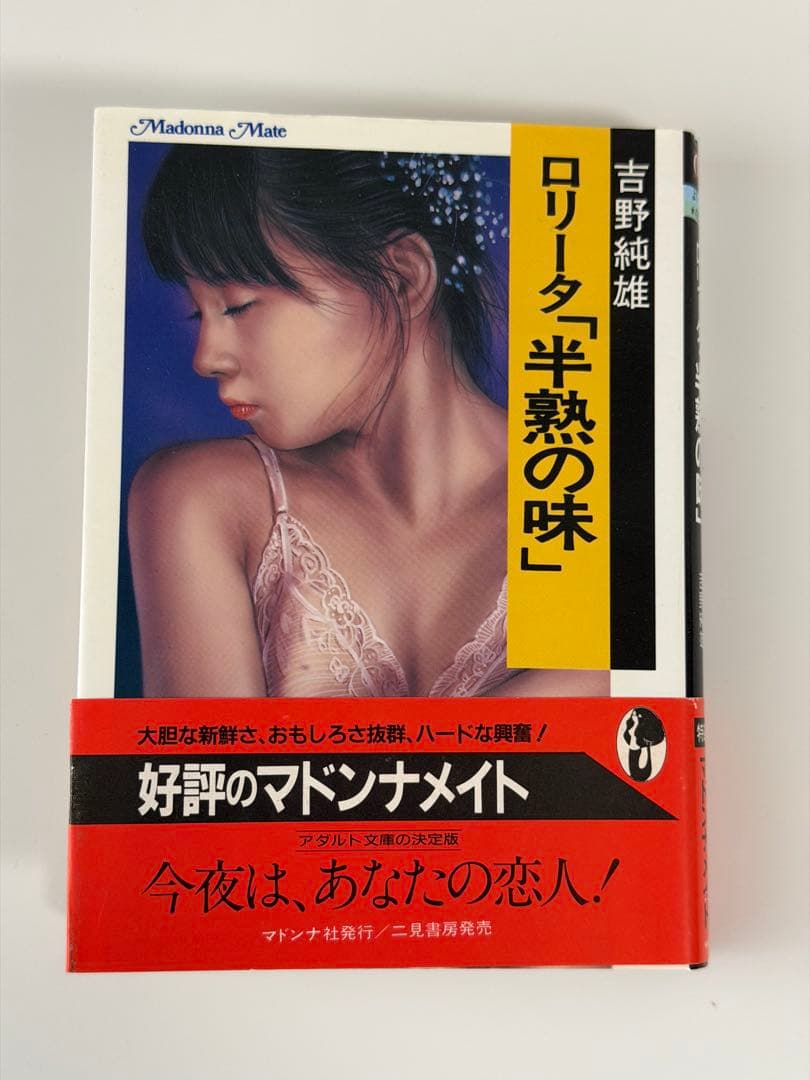 Madonna Mate
吉野純雄
ロリータ「半熟の味」
大胆な新鮮さ、おもしろさ抜群、ハードな興奮!
好評のマドンナメイト
アダルト文庫の決定版
今夜は、あなたの恋人!
マドンナ社発行/二見書房発売